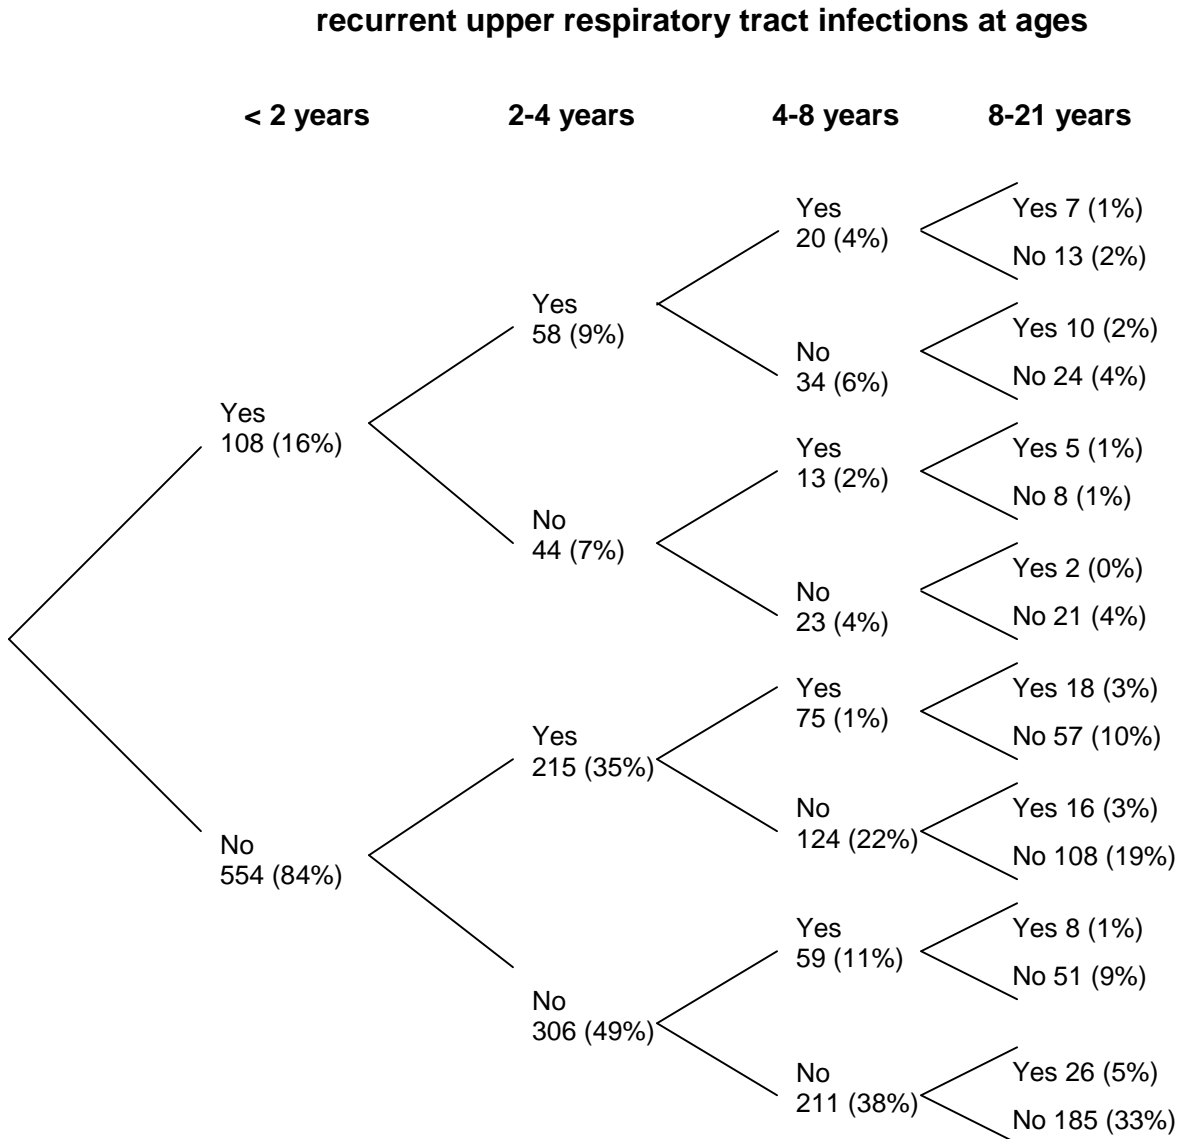 recurrent upper respiratory tract infections at ages
< 2 years
2-4 years
4-8 years
8-21 years
Yes
108 (16%)
No
554 (84%)
Yes
58 (9%)
No
44 (7%)
Yes
215 (35%)
No
306 (49%)
Yes
20 (4%)
No
34 (6%)
Yes
13 (2%)
No
23 (4%)
Yes
75 (1%)
No
124 (22%)
Yes
59 (11%)
No
211 (38%)
Yes 7 (1%)
No 13 (2%)
Yes 10 (2%)
No 24 (4%)
Yes 5 (1%)
No 8 (1%)
Yes 2 (0%)
No 21 (4%)
Yes 18 (3%)
No 57 (10%)
Yes 16 (3%)
No 108 (19%)
Yes 8 (1%)
No 51 (9%)
Yes 26 (5%)
No 185 (33%)